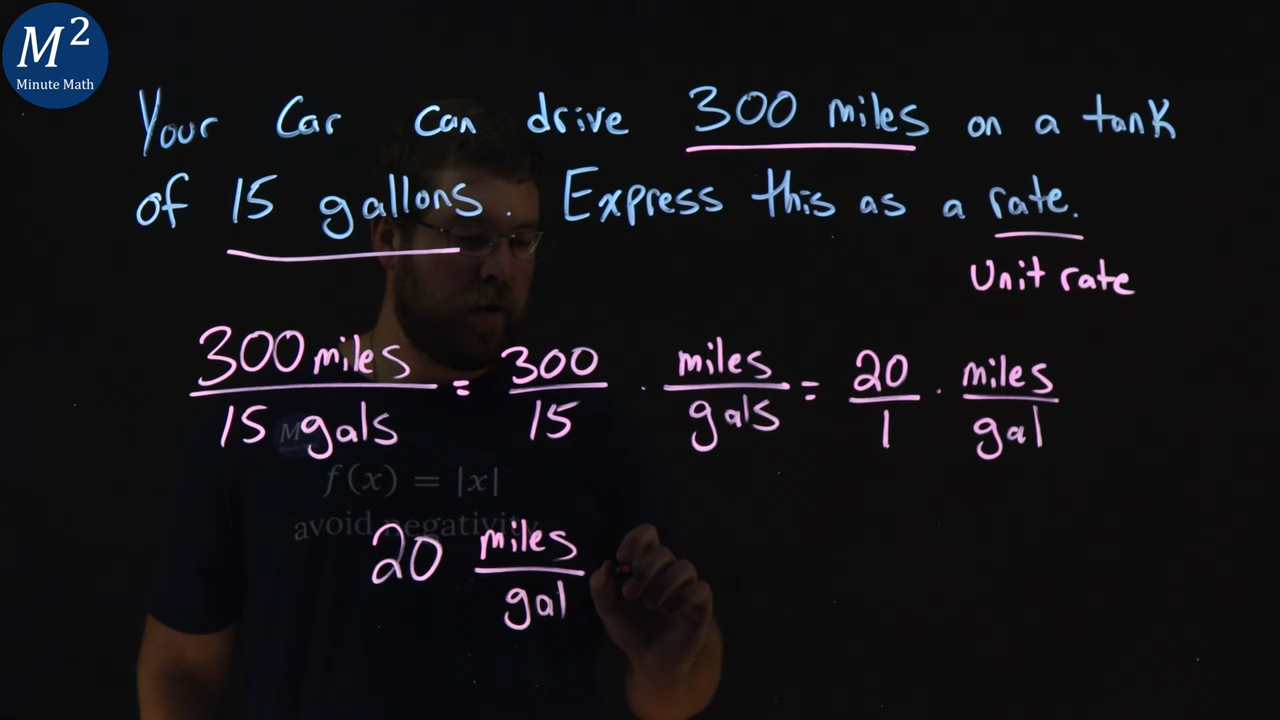 M²
Minute Math
Your Car can drive 300 miles on a tank
of 15 gallons. Express this as a rate.
Unit rate
300 miles / 15 gals = 300 / 15 · miles / gals = 20 / 1 · miles / gal
f(x) = |x|
avoid negativity
20 miles / gal